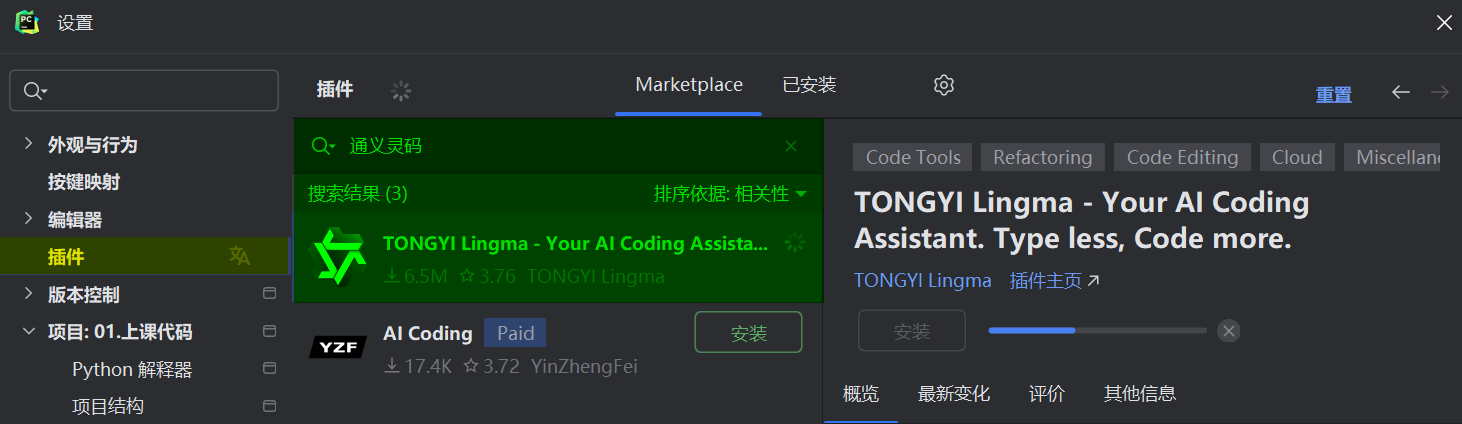 PC
设置
插件
Marketplace
已安装
重置
外观与行为
按键映射
编辑器
插件
版本控制
项目: 01.上课代码
Python 解释器
项目结构
通义灵码
搜索结果 (3)
排序依据: 相关性
TONGYI Lingma - Your AI Coding Assista...
6.5M
3.76
TONGYI Lingma
YZF
AI Coding
Paid
安装
17.4K
3.72
YinZhengFei
Code Tools
Refactoring
Code Editing
Cloud
Miscellane
TONGYI Lingma - Your AI Coding
Assistant. Type less, Code more.
TONGYI Lingma
插件主页
安装
概览
最新变化
评价
其他信息